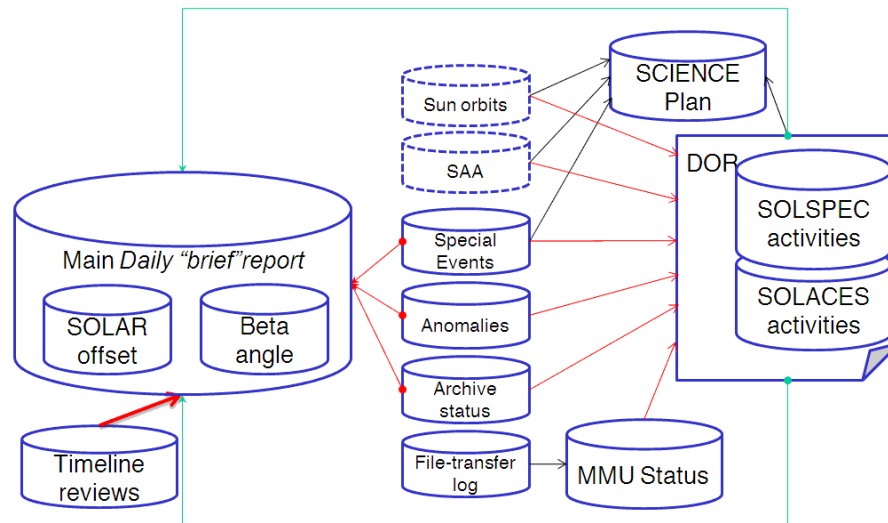 SCIENCE
Plan
Sun orbits
SAA
DOR
SOLSPEC
activities
SOLACES
activities
Special
Events
Main Daily “brief”report
SOLAR
offset
Beta
angle
Anomalies
Archive
status
File-transfer
log
MMU Status
Timeline
reviews